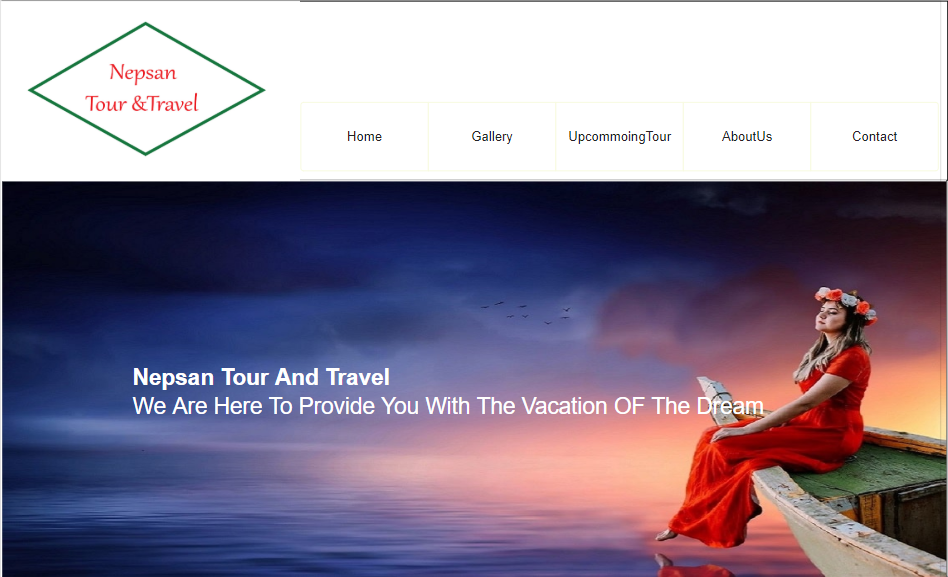 Nepsan
Tour &Travel
Home
Gallery
UpcommoingTour
AboutUs
Contact
Nepsan Tour And Travel
We Are Here To Provide You With The Vacation OF The Dream